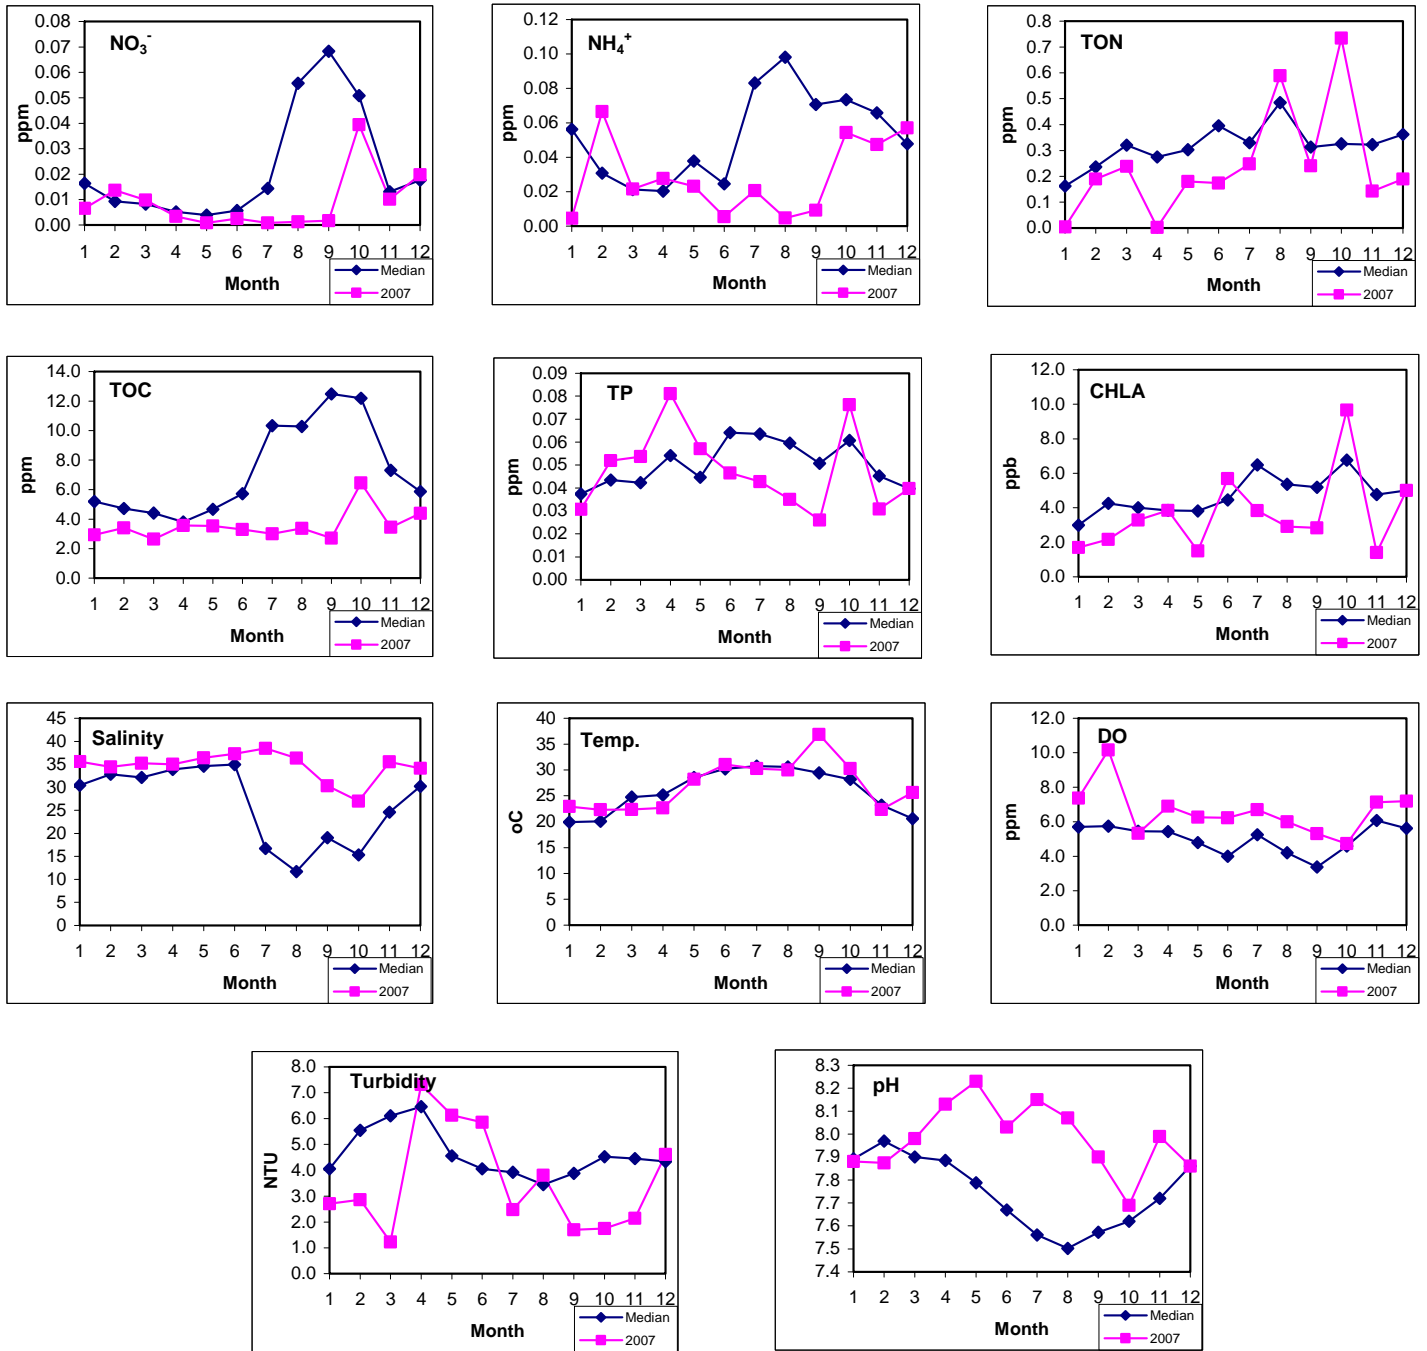 NO3-
ppm
0.08
0.07
0.06
0.05
0.04
0.03
0.02
0.01
0.00
1 2 3 4 5 6 7 8 9 10 11 12
Month
Median
2007
NH4+
ppm
0.12
0.10
0.08
0.06
0.04
0.02
0.00
1 2 3 4 5 6 7 8 9 10 11 12
Month
Median
2007
TON
ppm
0.8
0.7
0.6
0.5
0.4
0.3
0.2
0.1
0.0
1 2 3 4 5 6 7 8 9 10 11 12
Month
Median
2007
TOC
ppm
14.0
12.0
10.0
8.0
6.0
4.0
2.0
0.0
1 2 3 4 5 6 7 8 9 10 11 12
Month
Median
2007
TP
ppm
0.09
0.08
0.06
0.05
0.04
0.03
0.02
0.01
0.00
1 2 3 4 5 6 7 8 9 10 11 12
Month
Median
2007
CHLA
ppb
12.0
10.0
8.0
6.0
4.0
2.0
0.0
1 2 3 4 5 6 7 8 9 10 11 12
Month
Median
2007
Salinity
45
40
35
30
25
20
15
10
5
0
1 2 3 4 5 6 7 8 9 10 11 12
Month
Median
2007
Temp.
oC
40
35
30
25
20
15
10
5
0
1 2 3 4 5 6 7 8 9 10 11 12
Month
Median
2007
DO
ppm
12.0
10.0
8.0
6.0
4.0
2.0
0.0
1 2 3 4 5 6 7 8 9 10 11 12
Month
Median
2007
Turbidity
NTU
8.0
7.0
6.0
5.0
4.0
3.0
2.0
1.0
0.0
1 2 3 4 5 6 7 8 9 10 11 12
Month
Median
2007
pH
8.3
8.2
8.1
8.0
7.9
7.8
7.7
7.6
7.5
7.4
1 2 3 4 5 6 7 8 9 10 11 12
Month
Median
2007